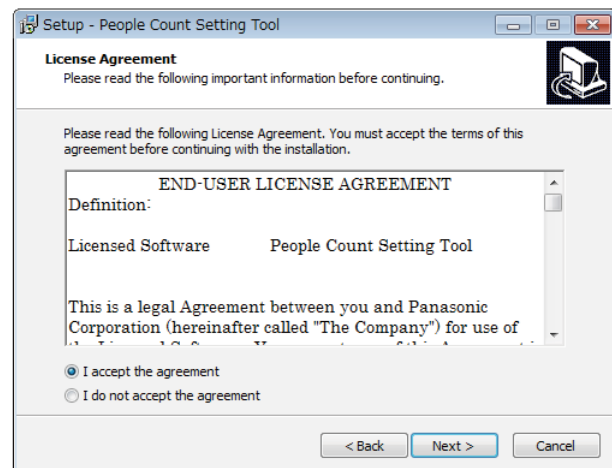 Setup - People Count Setting Tool
License Agreement
Please read the following important information before continuing.
Please read the following License Agreement. You must accept the terms of this
agreement before continuing with the installation.
END-USER LICENSE AGREEMENT
Definition:
Licensed Software People Count Setting Tool
This is a legal Agreement between you and Panasonic
Corporation (hereinafter called "The Company") for use of
I accept the agreement
I do not accept the agreement
< Back Next > Cancel